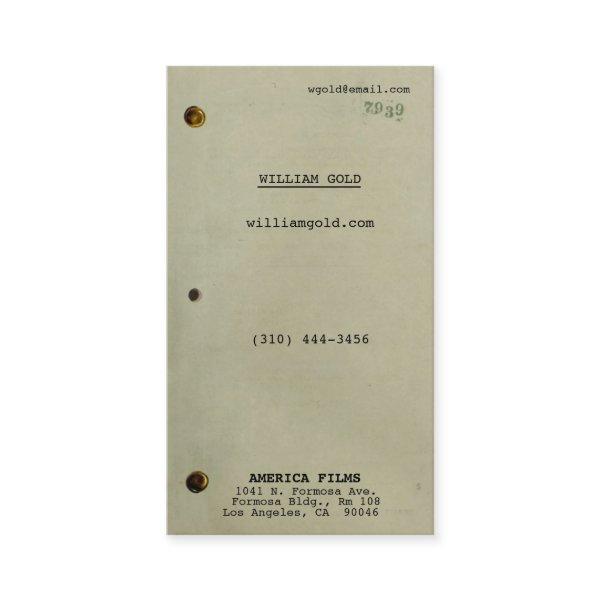 wgold@email.com
7939
WILLIAM GOLD
williamgold.com
(310) 444-3456
AMERICA FILMS
1041 N. Formosa Ave.
Formosa Bldg., Rm 108
Los Angeles, CA 90046